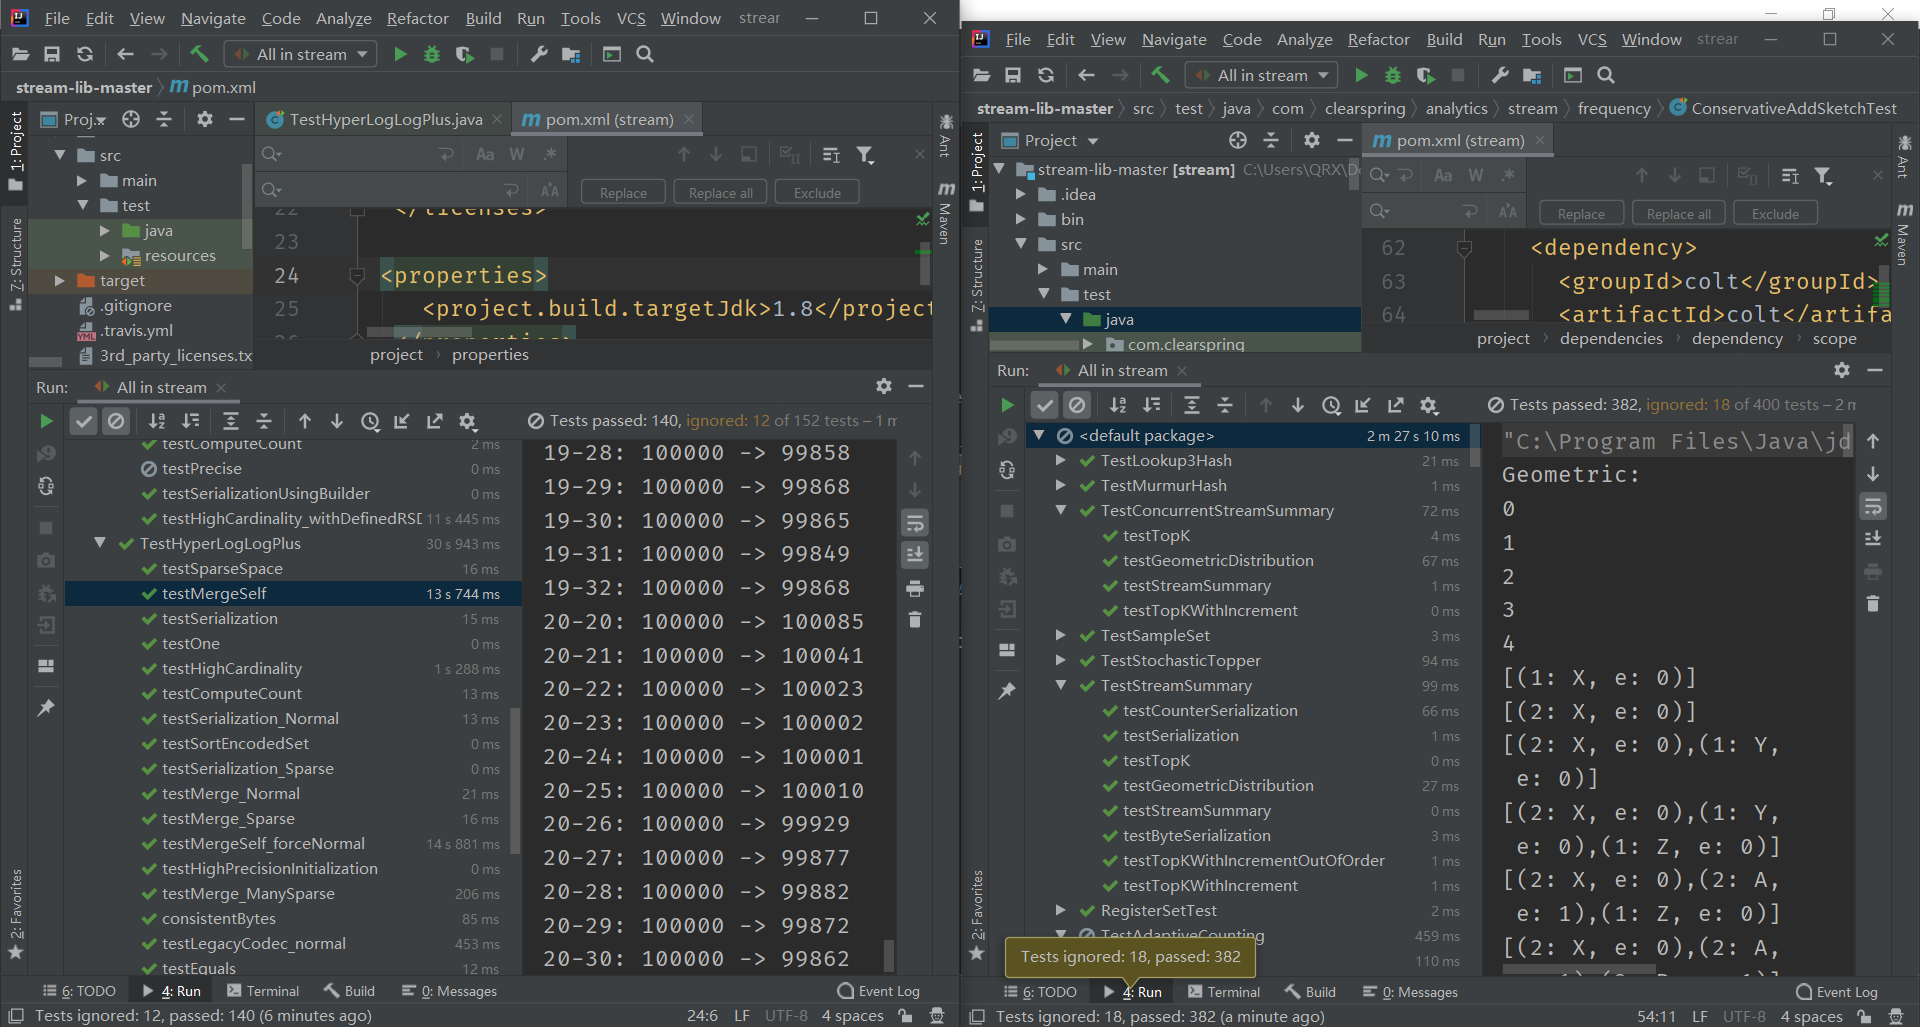 File Edit View Navigate Code Analyze Refactor Build Run Tools VCS Window strear
All in stream
stream-lib-master pom.xml
Proj...
TestHyperLogLogPlus.java
pom.xml (stream)
src
main
test
java
resources
target
.gitignore
.travis.yml
3rd_party_licenses.tx
Aa W .*
Replace Replace all Exclude
22 </licenses>
23
24 <properties>
25 <project.build.targetJdk>1.8</project
26 </properties>
project › properties
1: Project
7: Structure
2: Favorites
Ant
Maven
Run: All in stream
Tests passed: 140, ignored: 12 of 152 tests – 1 m
testComputeCount 2 ms
testPrecise 0 ms
testSerializationUsingBuilder 0 ms
testHighCardinality_withDefinedRSD 11 s 445 ms
TestHyperLogLogPlus 30 s 943 ms
testSparseSpace 16 ms
testMergeSelf 13 s 744 ms
testSerialization 15 ms
testOne 0 ms
testHighCardinality 1 s 288 ms
testComputeCount 13 ms
testSerialization_Normal 13 ms
testSortEncodedSet 0 ms
testSerialization_Sparse 0 ms
testMerge_Normal 21 ms
testMerge_Sparse 16 ms
testMergeSelf_forceNormal 14 s 881 ms
testHighPrecisionInitialization 0 ms
testMerge_ManySparse 206 ms
consistentBytes 85 ms
testLegacyCodec_normal 453 ms
testEquals 12 ms
19-28: 100000 -> 99858
19-29: 100000 -> 99868
19-30: 100000 -> 99865
19-31: 100000 -> 99849
19-32: 100000 -> 99868
20-20: 100000 -> 100085
20-21: 100000 -> 100041
20-22: 100000 -> 100023
20-23: 100000 -> 100002
20-24: 100000 -> 100001
20-25: 100000 -> 100010
20-26: 100000 -> 99929
20-27: 100000 -> 99877
20-28: 100000 -> 99882
20-29: 100000 -> 99872
20-30: 100000 -> 99862
6: TODO 4: Run Terminal Build 0: Messages Event Log
Tests ignored: 12, passed: 140 (6 minutes ago) 24:6 LF UTF-8 4 spaces
File Edit View Navigate Code Analyze Refactor Build Run Tools VCS Window strear
All in stream
stream-lib-master src test java com clearspring analytics stream frequency ConservativeAddSketchTest
Project
pom.xml (stream)
stream-lib-master [stream] C:\Users\QRX\Do
.idea
bin
src
main
test
java
com.clearspring
Aa W .*
Replace Replace all Exclude
62 <dependency>
63 <groupId>colt</groupId>
64 <artifactId>colt</artifa
project › dependencies › dependency › scope
1: Project
7: Structure
2: Favorites
Ant
Maven
Run: All in stream
Tests passed: 382, ignored: 18 of 400 tests – 2 m
<default package> 2 m 27 s 10 ms
TestLookup3Hash 21 ms
TestMurmurHash 1 ms
TestConcurrentStreamSummary 72 ms
testTopK 4 ms
testGeometricDistribution 67 ms
testStreamSummary 1 ms
testTopKWithIncrement 0 ms
TestSampleSet 3 ms
TestStochasticTopper 94 ms
TestStreamSummary 99 ms
testCounterSerialization 66 ms
testSerialization 1 ms
testTopK 0 ms
testGeometricDistribution 27 ms
testStreamSummary 0 ms
testByteSerialization 3 ms
testTopKWithIncrementOutOfOrder 1 ms
testTopKWithIncrement 1 ms
RegisterSetTest 2 ms
TestAdaptiveCounting 459 ms
110 ms
Tests ignored: 18, passed: 382
"C:\Program Files\Java\jd
Geometric:
0
1
2
3
4
[(1: X, e: 0)]
[(2: X, e: 0)]
[(2: X, e: 0),(1: Y,
e: 0)]
[(2: X, e: 0),(1: Y,
e: 0),(1: Z, e: 0)]
[(2: X, e: 0),(2: A,
e: 1),(1: Z, e: 0)]
[(2: X, e: 0),(2: A,
6: TODO 4: Run Terminal Build 0: Messages Event Log
Tests ignored: 18, passed: 382 (a minute ago) 54:11 LF UTF-8 4 spaces